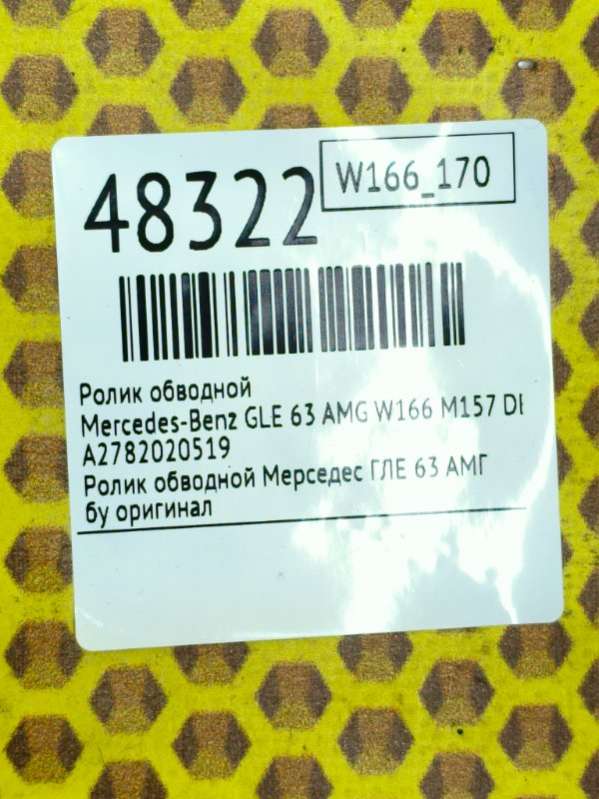 48322
W166_170
Ролик обводной
Mercedes-Benz GLE 63 AMG W166 M157 DE
A2782020519
Ролик обводной Мерседес ГЛЕ 63 АМГ
бу оригинал